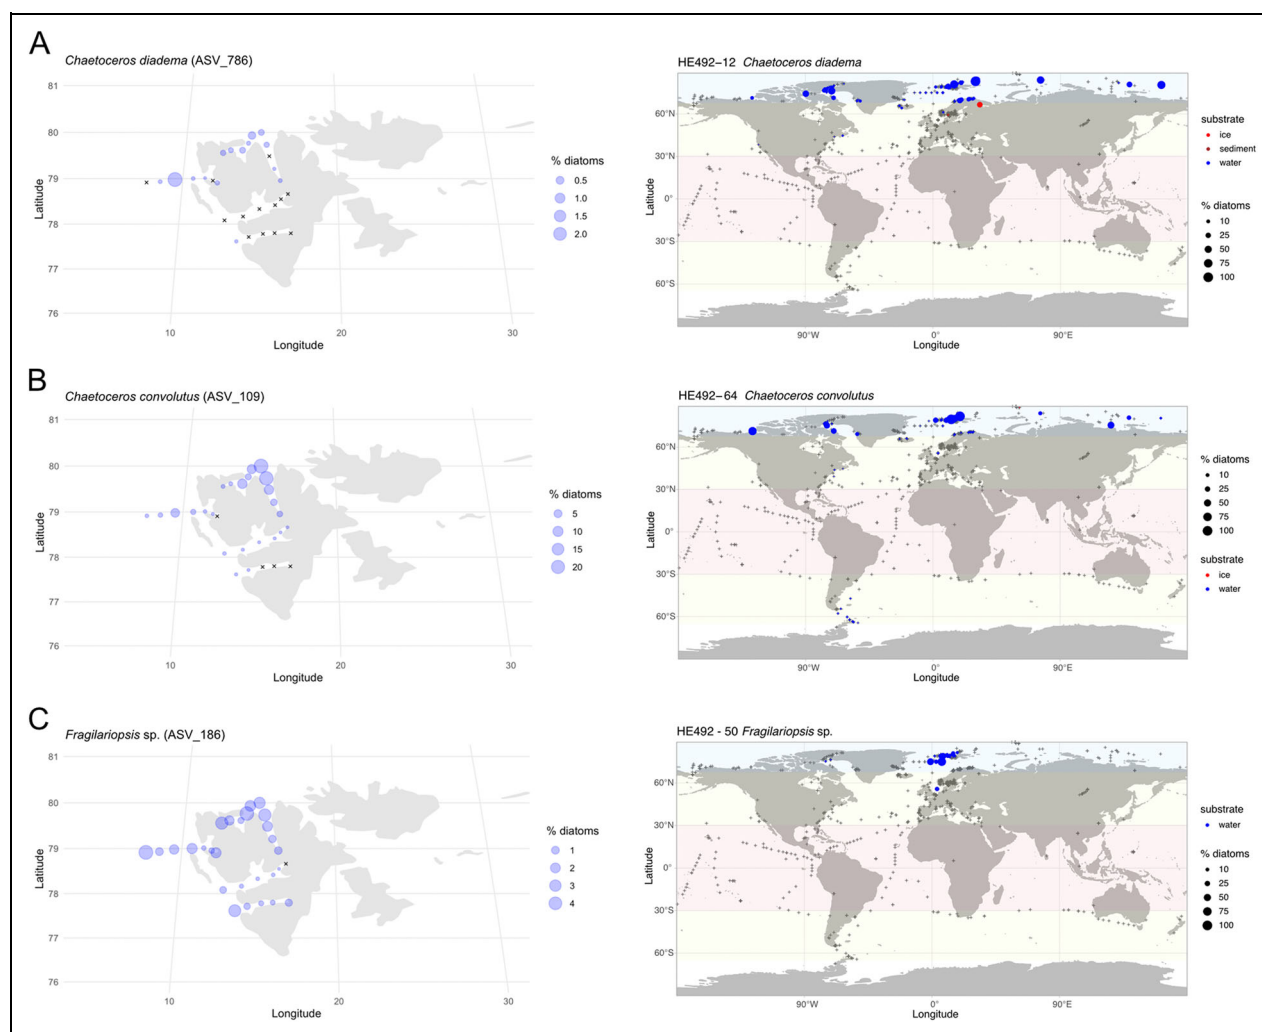 A
Chaetoceros diadema (ASV_786)
81
80
79
78
77
76
Latitude
10
20
30
Longitude
% diatoms
0.5
1.0
1.5
2.0
HE492–12 Chaetoceros diadema
60°N
30°N
0°
30°S
60°S
Latitude
90°W
0°
90°E
Longitude
substrate
ice
sediment
water
% diatoms
10
25
50
75
100
B
Chaetoceros convolutus (ASV_109)
81
80
79
78
77
76
Latitude
10
20
30
Longitude
% diatoms
5
10
15
20
HE492–64 Chaetoceros convolutus
60°N
30°N
0°
30°S
60°S
Latitude
90°W
0°
90°E
Longitude
% diatoms
10
25
50
75
100
substrate
ice
water
C
Fragilariopsis sp. (ASV_186)
81
80
79
78
77
76
Latitude
10
20
30
Longitude
% diatoms
1
2
3
4
HE492 - 50 Fragilariopsis sp.
60°N
30°N
0°
30°S
60°S
Latitude
90°W
0°
90°E
Longitude
substrate
water
% diatoms
10
25
50
75
100